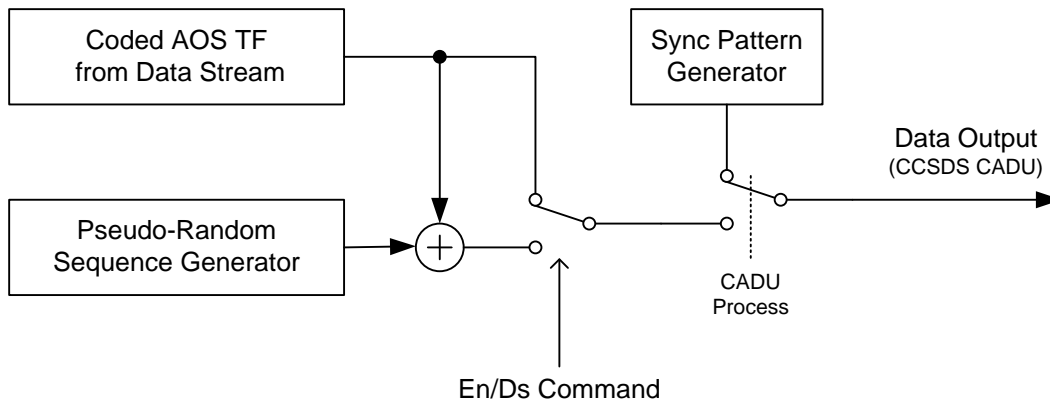 Coded AOS TF
from Data Stream
Sync Pattern
Generator
Data Output
(CCSDS CADU)
Pseudo-Random
Sequence Generator
CADU
Process
En/Ds Command